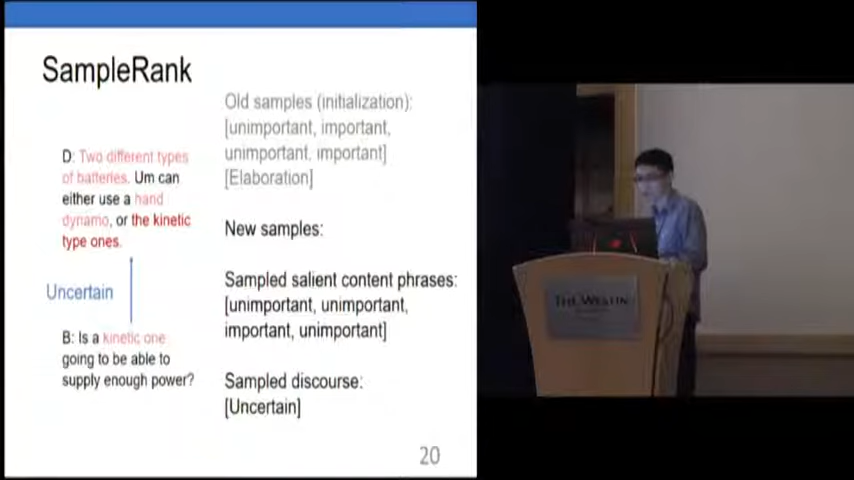 SampleRank
D: Two different types
of batteries. Um can
either use a hand
dynamo, or the kinetic
type ones.
Uncertain
B: Is a kinetic one
going to be able to
supply enough power?
Old samples (initialization):
[unimportant, important,
unimportant, important]
[Elaboration]
New samples:
Sampled salient content phrases:
[unimportant, unimportant,
important, unimportant]
Sampled discourse:
[Uncertain]
20
THE WESTIN